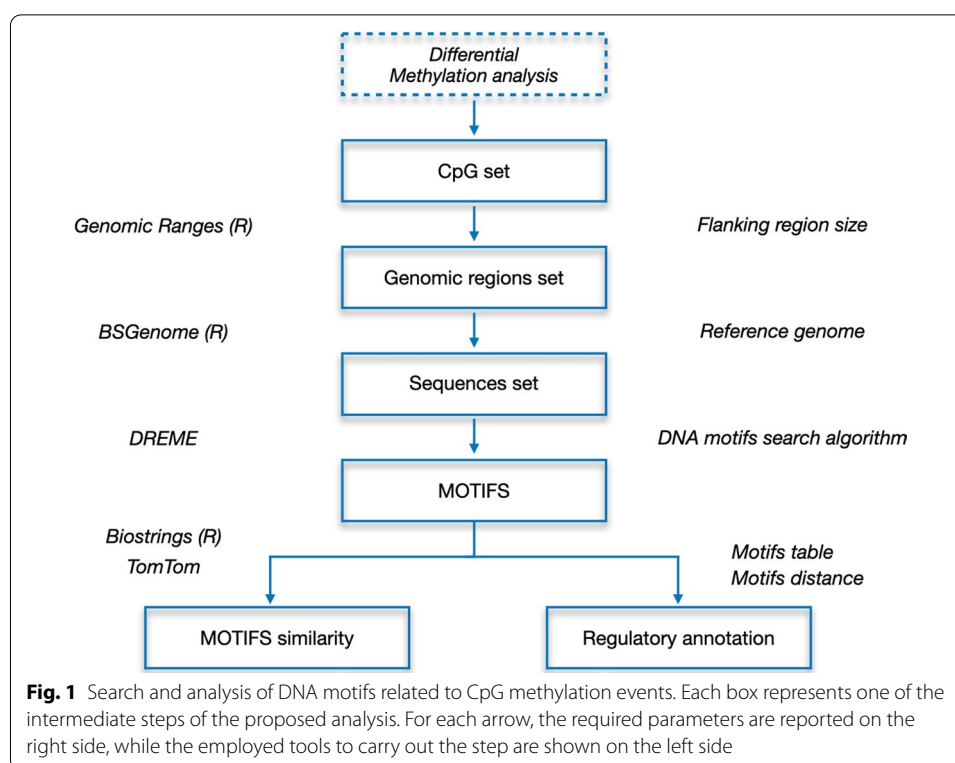 Differential
Methylation analysis
CpG set
Genomic Ranges (R)
Flanking region size
Genomic regions set
BSGenome (R)
Reference genome
Sequences set
DREME
DNA motifs search algorithm
MOTIFS
Biostrings (R)
TomTom
Motifs table
Motifs distance
MOTIFS similarity
Regulatory annotation
Fig. 1 Search and analysis of DNA motifs related to CpG methylation events. Each box represents one of the
intermediate steps of the proposed analysis. For each arrow, the required parameters are reported on the
right side, while the employed tools to carry out the step are shown on the left side